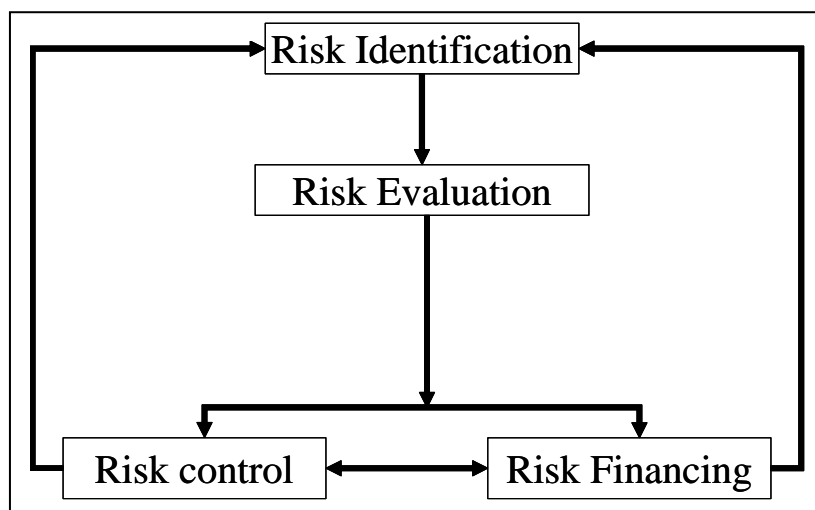 Risk Identification
Risk Evaluation
Risk control
Risk Financing